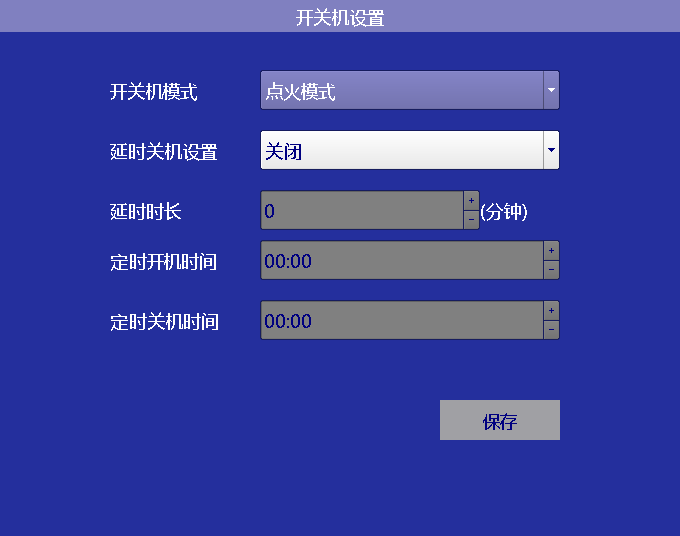 开关机设置
开关机模式 点火模式
延时关机设置 关闭
延时时长 0 + - (分钟)
定时开机时间 00:00 + -
定时关机时间 00:00 + -
保存